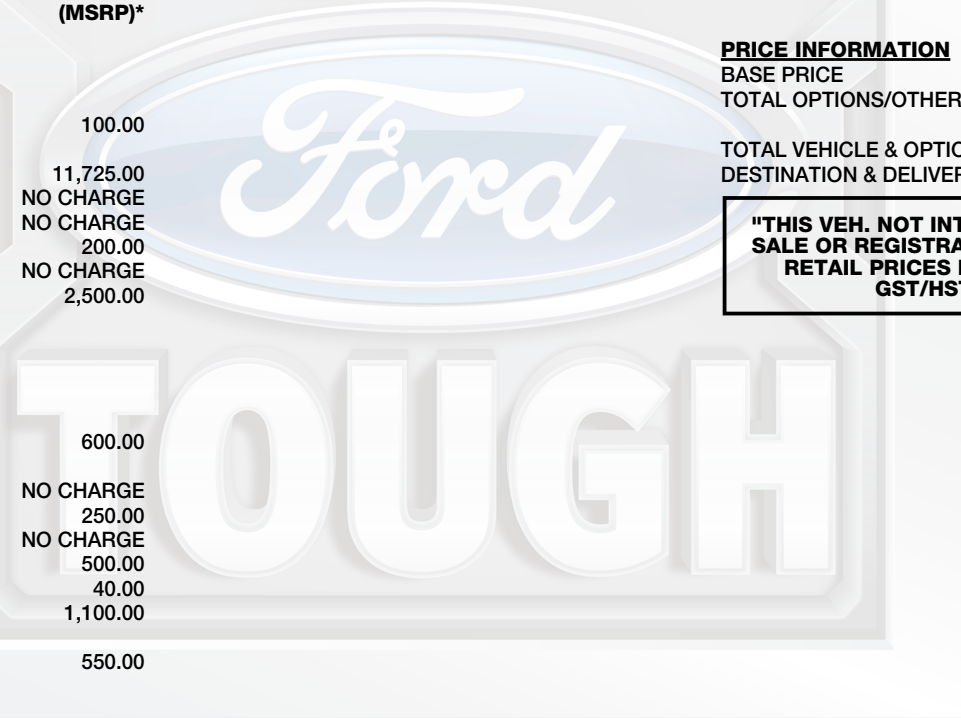 (MSRP)*
100.00
11,725.00
NO CHARGE
NO CHARGE
200.00
NO CHARGE
2,500.00
600.00
NO CHARGE
250.00
NO CHARGE
500.00
40.00
1,100.00
550.00
PRICE INFORMATION
BASE PRICE
TOTAL OPTIONS/OTHER
TOTAL VEHICLE & OPTIO
DESTINATION & DELIVER
"THIS VEH. NOT INT
SALE OR REGISTRA
RETAIL PRICES
GST/HST
Ford
TOUGH